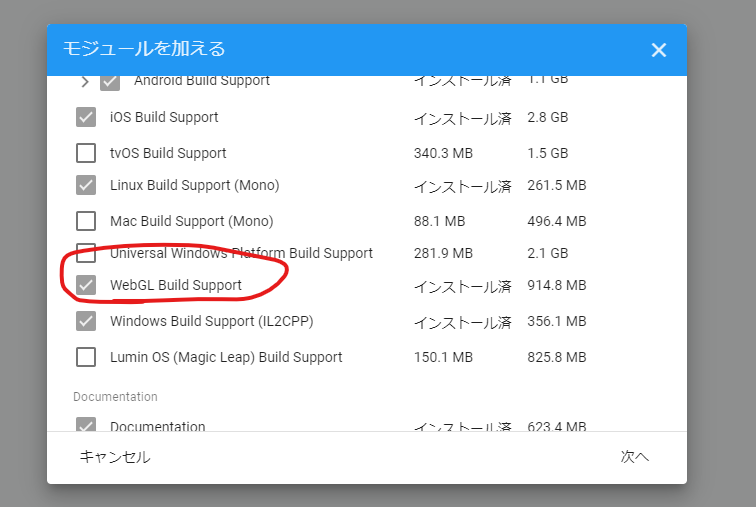 モジュールを加える
Android Build Support インストール済 1.1 GB
iOS Build Support インストール済 2.8 GB
tvOS Build Support 340.3 MB 1.5 GB
Linux Build Support (Mono) インストール済 261.5 MB
Mac Build Support (Mono) 88.1 MB 496.4 MB
Universal Windows Platform Build Support 281.9 MB 2.1 GB
WebGL Build Support インストール済 914.8 MB
Windows Build Support (IL2CPP) インストール済 356.1 MB
Lumin OS (Magic Leap) Build Support 150.1 MB 825.8 MB
Documentation
Documentation インストール済 623.4 MB
キャンセル 次へ